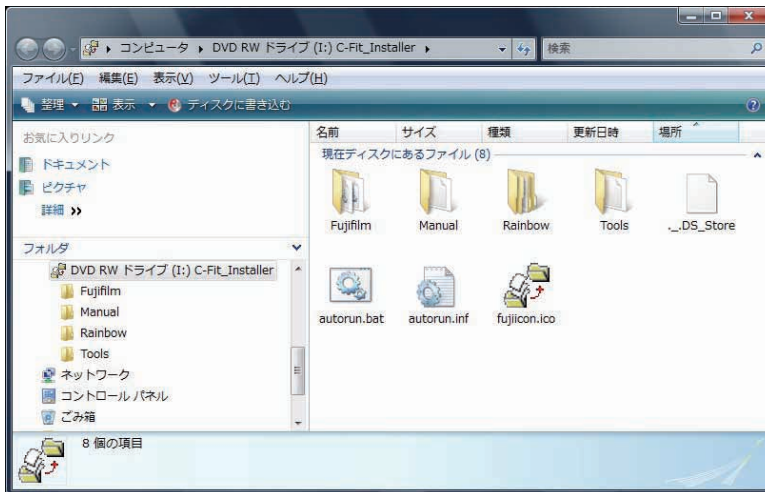 コンピュータ ▸ DVD RW ドライブ (I:) C-Fit_Installer ▸ 検索
ファイル(F) 編集(E) 表示(V) ツール(T) ヘルプ(H)
整理 表示 ディスクに書き込む
お気に入りリンク
ドキュメント
ピクチャ
詳細 »
フォルダ
DVD RW ドライブ (I:) C-Fit_Installer
Fujifilm
Manual
Rainbow
Tools
ネットワーク
コントロール パネル
ごみ箱
名前 サイズ 種類 更新日時 場所
現在ディスクにあるファイル (8)
Fujifilm Manual Rainbow Tools ._.DS_Store
autorun.bat autorun.inf fujiicon.ico
8 個の項目